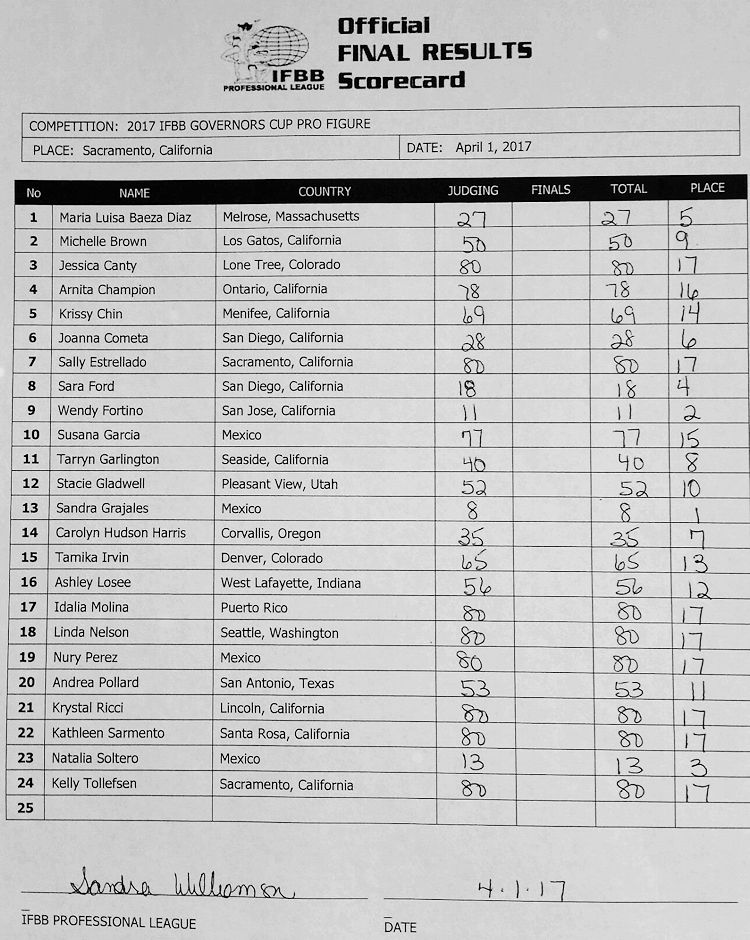 Official
FINAL RESULTS
Scorecard
IFBB
PROFESSIONAL LEAGUE
COMPETITION: 2017 IFBB GOVERNORS CUP PRO FIGURE
PLACE: Sacramento, California DATE: April 1, 2017
No NAME COUNTRY JUDGING FINALS TOTAL PLACE
1 Maria Luisa Baeza Diaz Melrose, Massachusetts 27 27 5
2 Michelle Brown Los Gatos, California 50 50 9
3 Jessica Canty Lone Tree, Colorado 80 80 17
4 Arnita Champion Ontario, California 78 78 16
5 Krissy Chin Menifee, California 69 69 14
6 Joanna Cometa San Diego, California 28 28 6
7 Sally Estrellado Sacramento, California 80 80 17
8 Sara Ford San Diego, California 18 18 4
9 Wendy Fortino San Jose, California 11 11 2
10 Susana Garcia Mexico 77 77 15
11 Tarryn Garlington Seaside, California 40 40 8
12 Stacie Gladwell Pleasant View, Utah 52 52 10
13 Sandra Grajales Mexico 8 8 1
14 Carolyn Hudson Harris Corvallis, Oregon 35 35 7
15 Tamika Irvin Denver, Colorado 65 65 13
16 Ashley Losee West Lafayette, Indiana 56 56 12
17 Idalia Molina Puerto Rico 80 80 17
18 Linda Nelson Seattle, Washington 80 80 17
19 Nury Perez Mexico 80 80 17
20 Andrea Pollard San Antonio, Texas 53 53 11
21 Krystal Ricci Lincoln, California 80 80 17
22 Kathleen Sarmento Santa Rosa, California 80 80 17
23 Natalia Soltero Mexico 13 13 3
24 Kelly Tollefsen Sacramento, California 80 80 17
25
Sandra Williamson 4.1.17
IFBB PROFESSIONAL LEAGUE DATE